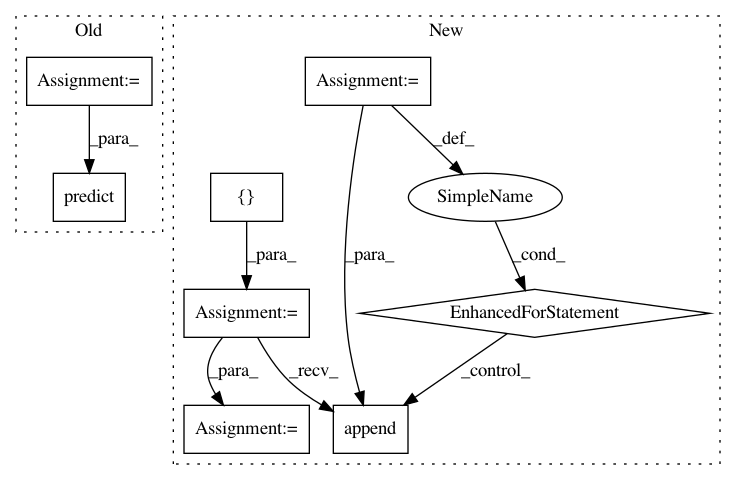 Old
New
Assignment:=
Assignment:=
_para_
_def_
predict
{}
SimpleName
_para_
_para_
_cond_
Assignment:=
EnhancedForStatement
_para_
_recv_
_control_
Assignment:=
append